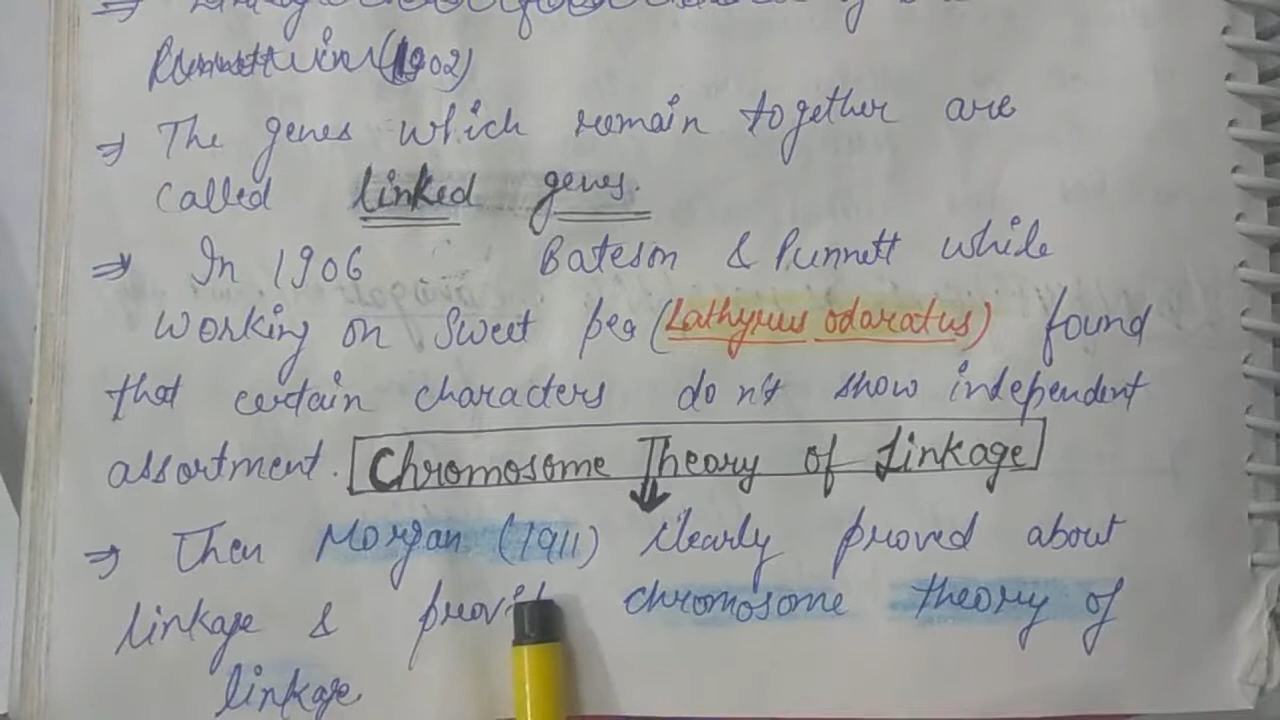 ⇒
(1902)
⇒ The genes which remain together are
called linked genes.
⇒ In 1906 Bateson & Punnett while
working on sweet pea (Lathyrus odaratus) found
that certain characters don't show independent
assortment. Chromosome Theory of Linkage
⇒ Then Morgan (1911) clearly proved about
linkage & chromosome theory of
linkage